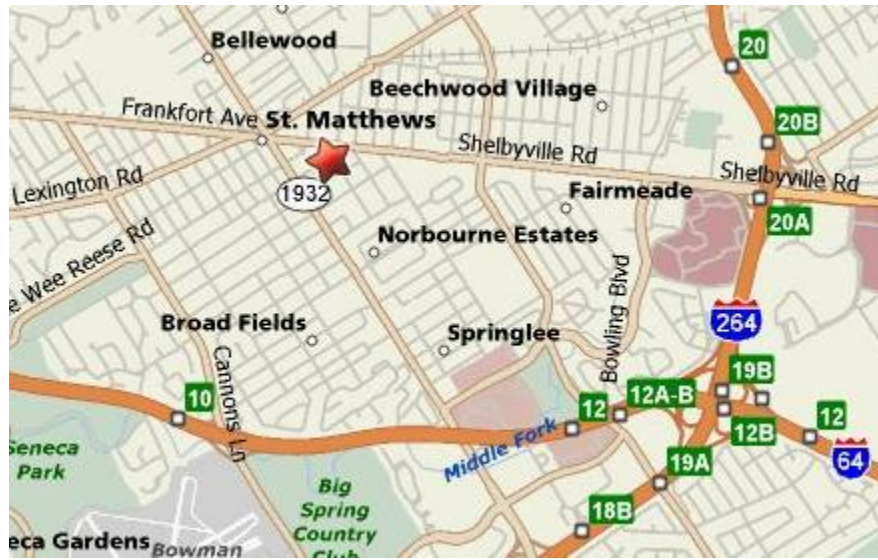 Bellewood
20
Beechwood Village
Frankfort Ave
St. Matthews
20B
Shelbyville Rd
Shelbyville Rd
Lexington Rd
1932
Fairmeade
20A
e Wee Reese Rd
Norbourne Estates
Bowling Blvd
264
Broad Fields
Springlee
Cannons Ln
19B
10
12
12A-B
12
12B
Middle Fork
64
Seneca
Park
19A
Big
Spring
Country
Club
18B
eca Gardens
Bowman